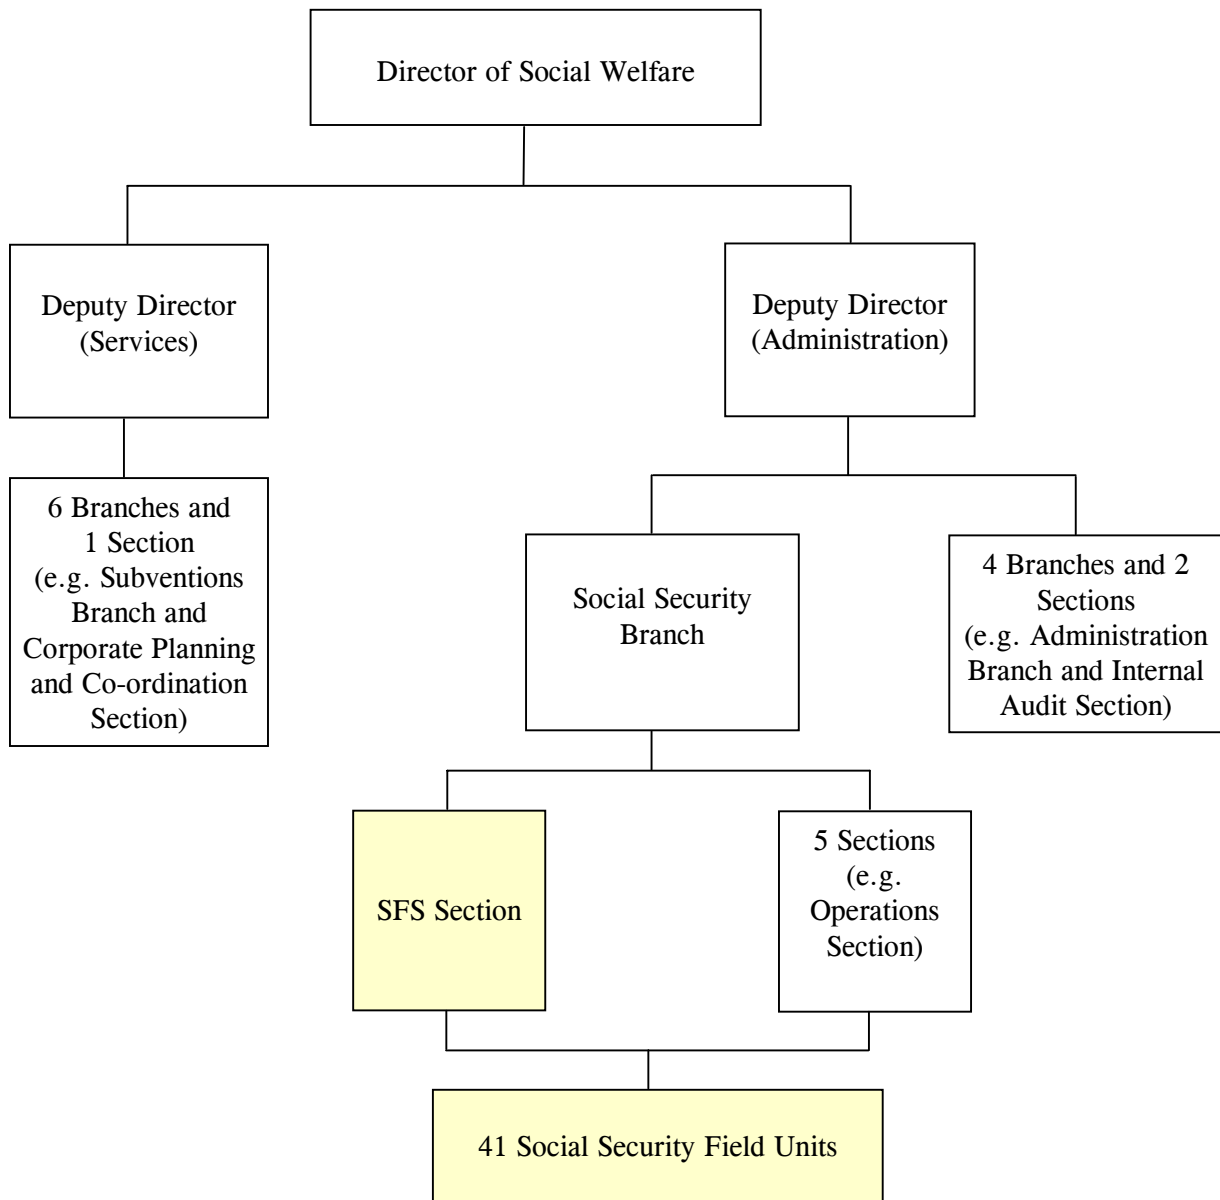 Director of Social Welfare
Deputy Director
(Services)
Deputy Director
(Administration)
6 Branches and
1 Section
(e.g. Subventions
Branch and
Corporate Planning
and Co-ordination
Section)
Social Security
Branch
4 Branches and 2
Sections
(e.g. Administration
Branch and Internal
Audit Section)
SFS Section
5 Sections
(e.g.
Operations
Section)
41 Social Security Field Units